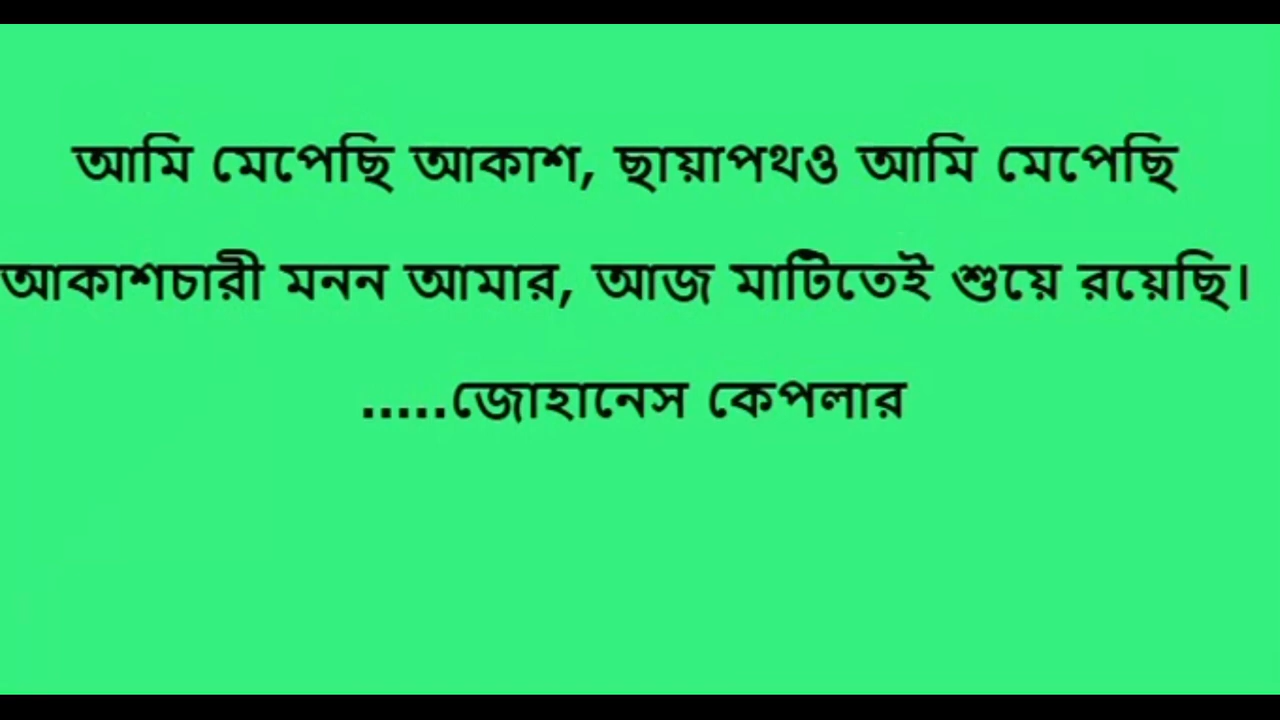 আমি মেপেছি আকাশ, ছায়াপথও আমি মেপেছি
আকাশচারী মনন আমার, আজ মাটিতেই শুয়ে রয়েছি।
.....জোহানেস কেপলার